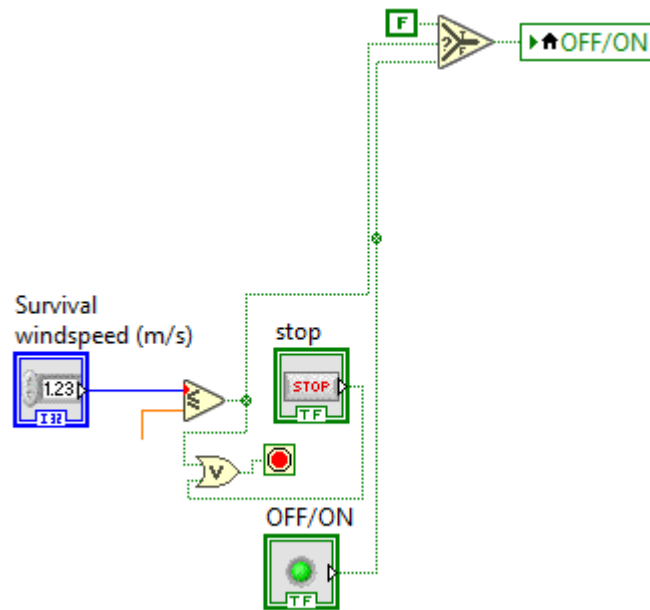 F
?
T
F
OFF/ON
Survival
windspeed (m/s)
1.23
I32
stop
STOP
TF
V
OFF/ON
TF